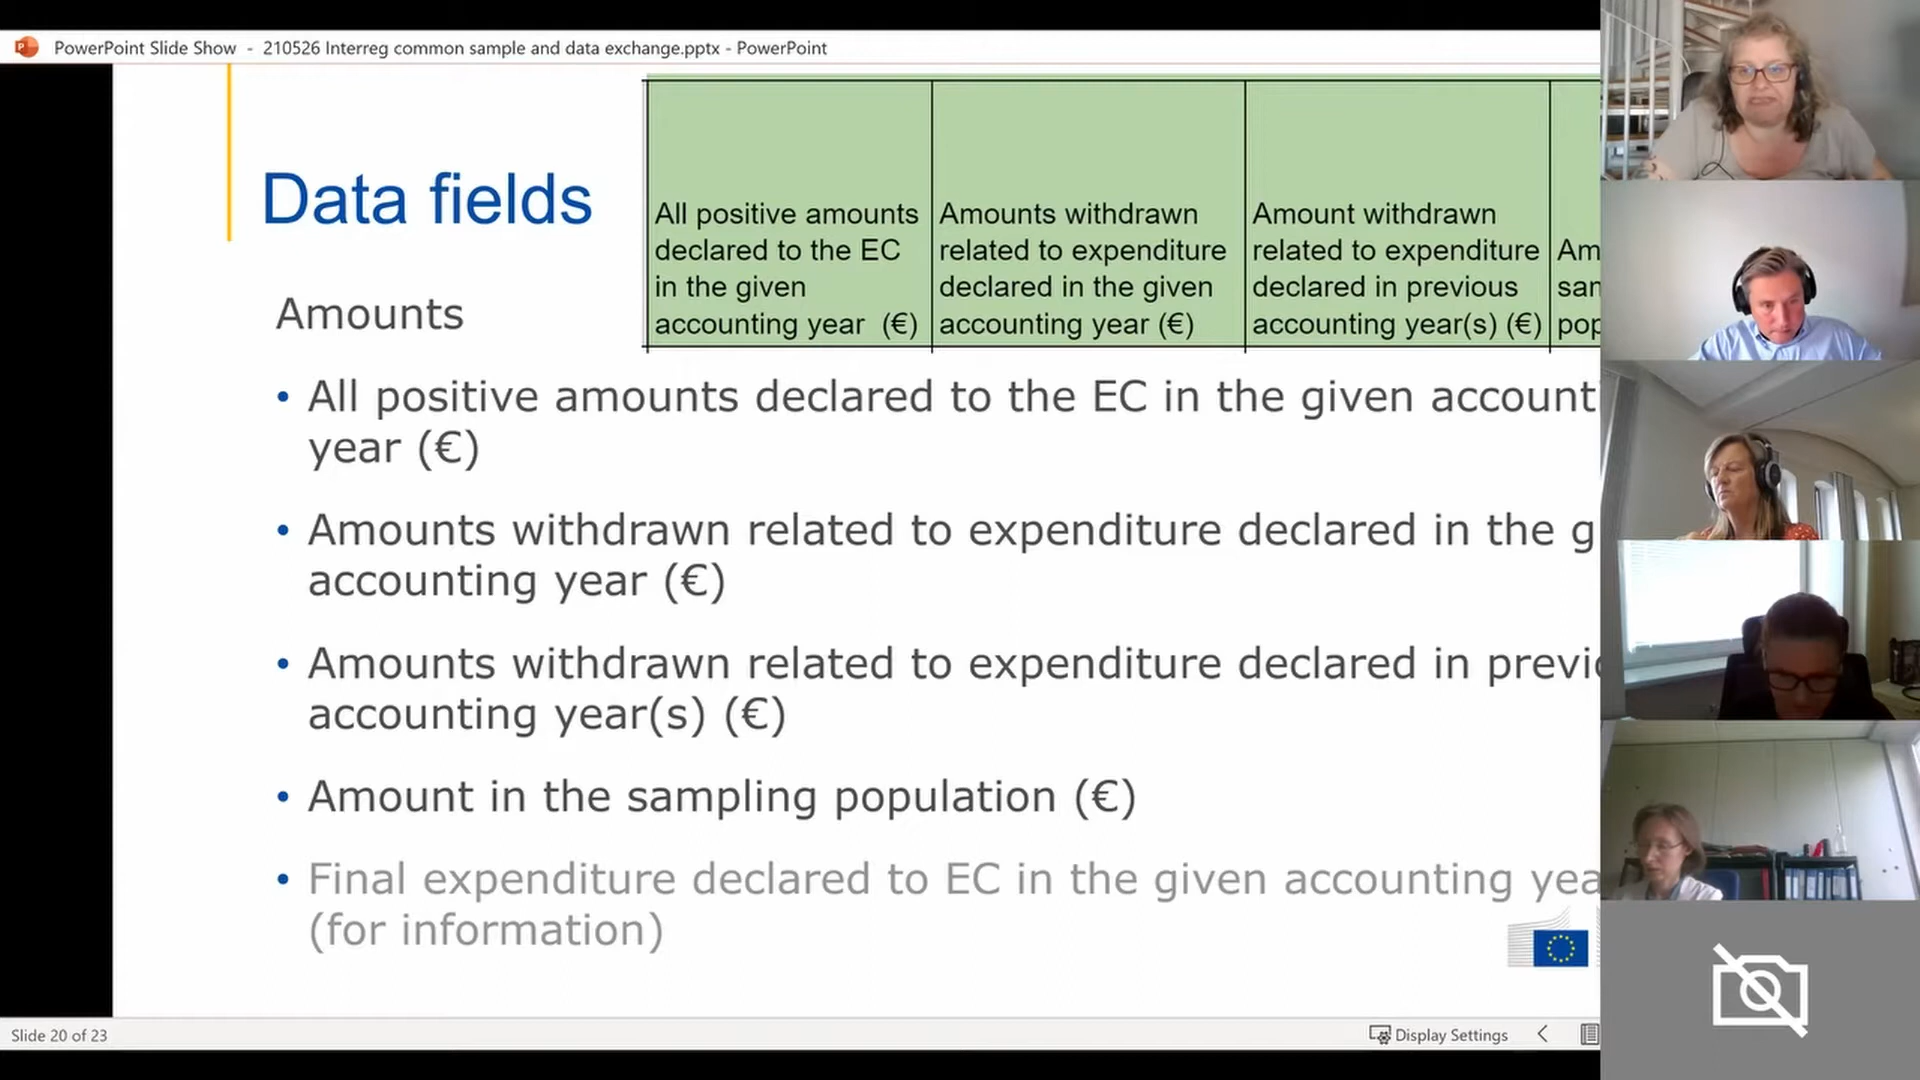 PowerPoint Slide Show - 210526 Interreg common sample and data exchange.pptx - PowerPoint
Data fields
All positive amounts
declared to the EC
in the given
accounting year (€)
Amounts withdrawn
related to expenditure
declared in the given
accounting year (€)
Amount withdrawn
related to expenditure
declared in previous
accounting year(s) (€)
Am
san
pop
Amounts
• All positive amounts declared to the EC in the given accounti
year (€)
• Amounts withdrawn related to expenditure declared in the g
accounting year (€)
• Amounts withdrawn related to expenditure declared in previo
accounting year(s) (€)
• Amount in the sampling population (€)
• Final expenditure declared to EC in the given accounting yea
(for information)
Slide 20 of 23
Display Settings